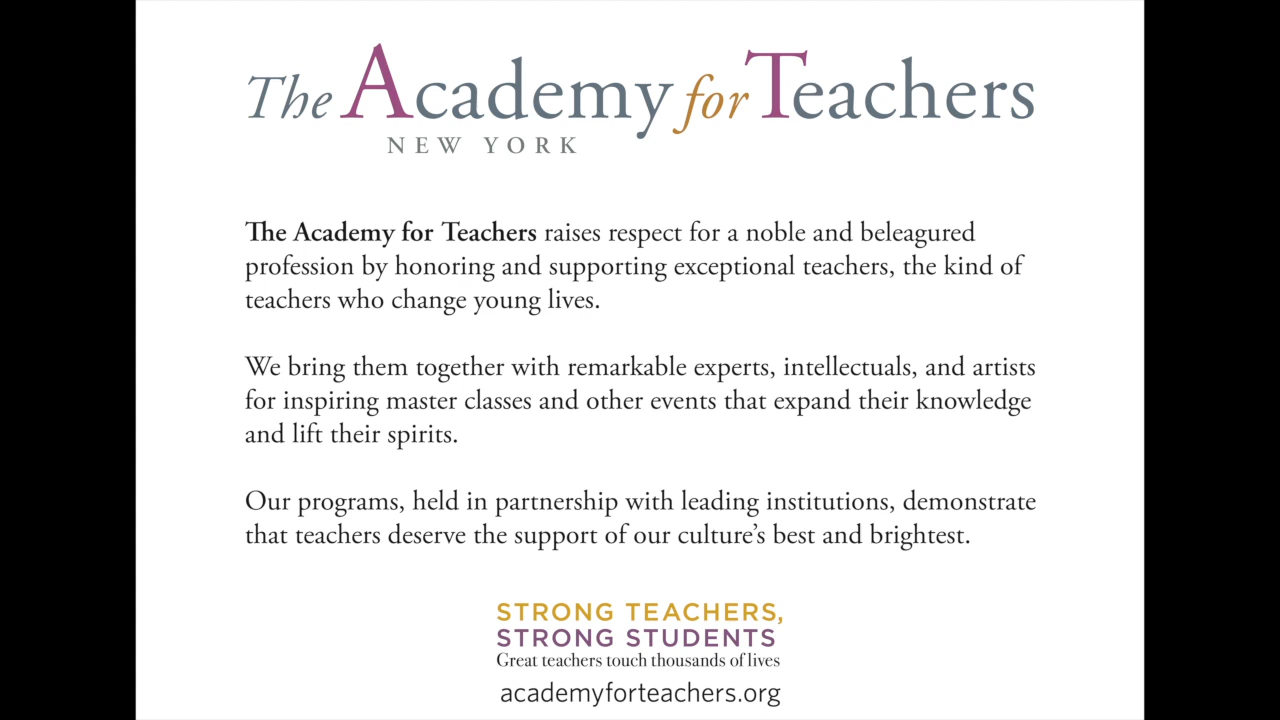 The Academy for Teachers
NEW YORK
The Academy for Teachers raises respect for a noble and beleagured
profession by honoring and supporting exceptional teachers, the kind of
teachers who change young lives.
We bring them together with remarkable experts, intellectuals, and artists
for inspiring master classes and other events that expand their knowledge
and lift their spirits.
Our programs, held in partnership with leading institutions, demonstrate
that teachers deserve the support of our culture’s best and brightest.
STRONG TEACHERS,
STRONG STUDENTS
Great teachers touch thousands of lives
academyforteachers.org